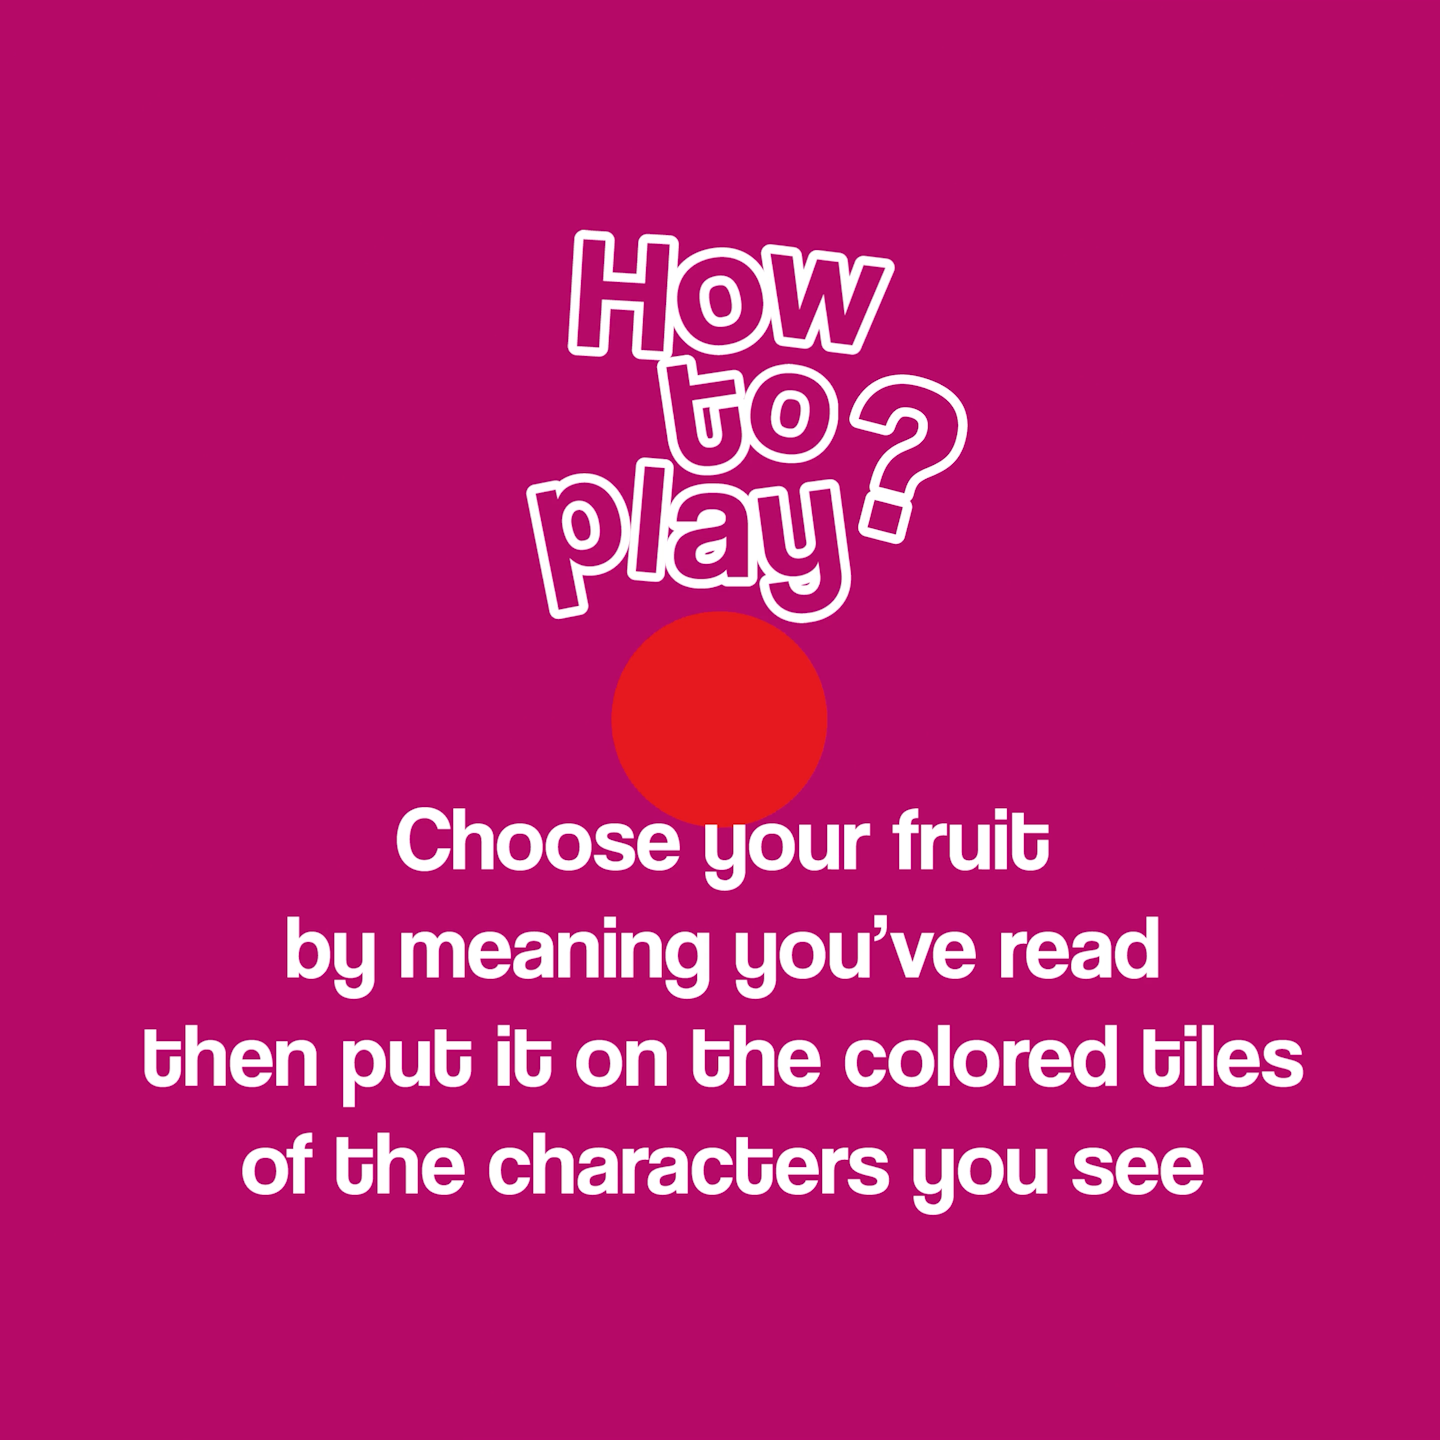 How
to
play?
Choose your fruit
by meaning you’ve read
then put it on the colored tiles
of the characters you see